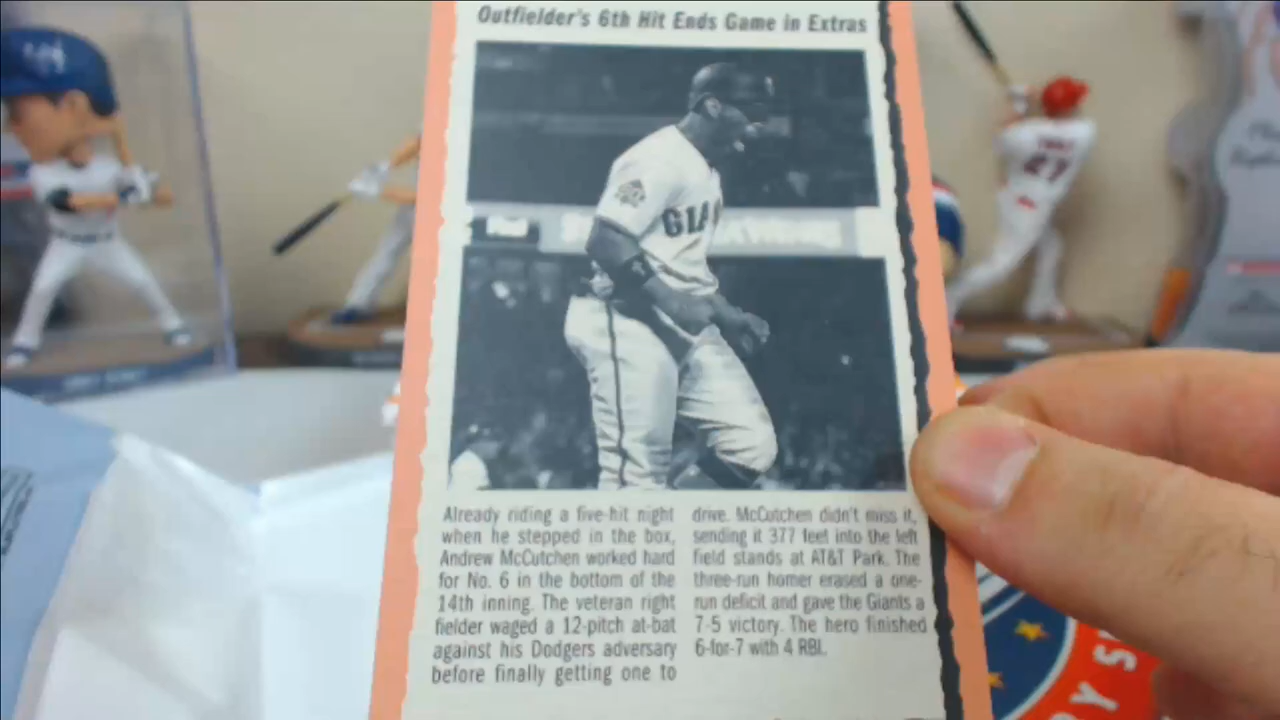 Outfielder's 6th Hit Ends Game in Extras
GIA
Already riding a five-hit night
when he stepped in the box,
Andrew McCutchen worked hard
for No. 6 in the bottom of the
14th inning. The veteran right
fielder waged a 12-pitch at-bat
against his Dodgers adversary
before finally getting one to
drive. McCutchen didn't miss it,
sending it 377 feet into the left
field stands at AT&T Park. The
three-run homer erased a one-
run deficit and gave the Giants a
7-5 victory. The hero finished
6-for-7 with 4 RBI.
27